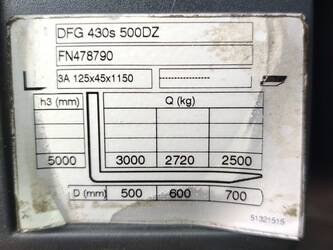 DFG 430s 500DZ
FN478790
3A 125x45x1150 --------------
h3 (mm) Q (kg)
5000 3000 2720 2500
D (mm) 500 600 700
51321515